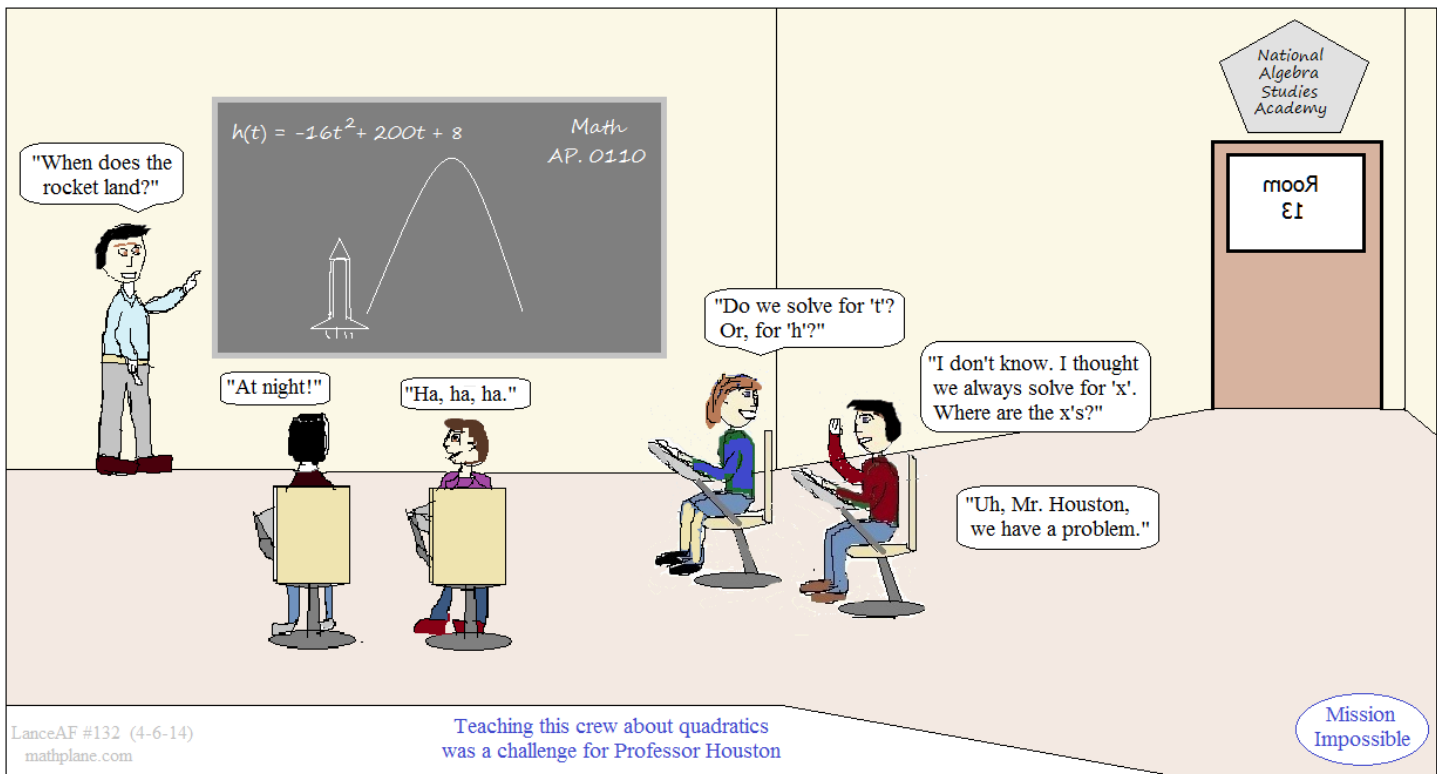 National
Algebra
Studies
Academy
h(t) = -16t²+ 200t + 8
Math
AP. 0110
"When does the
rocket land?"
Room
13
"Do we solve for 't'?
Or, for 'h'?"
"I don't know. I thought
we always solve for 'x'.
Where are the x's?"
"At night!"
"Ha, ha, ha."
"Uh, Mr. Houston,
we have a problem."
LanceAF #132 (4-6-14)
mathplane.com
Teaching this crew about quadratics
was a challenge for Professor Houston
Mission
Impossible